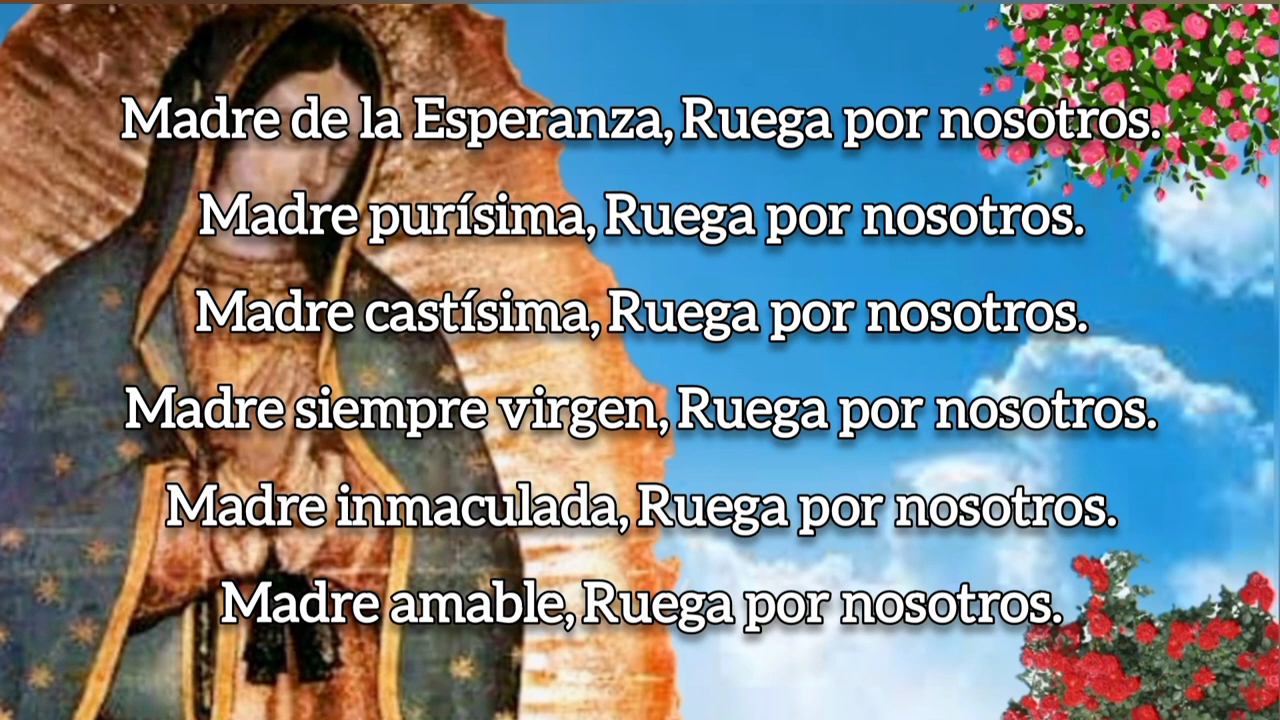 Madre de la Esperanza, Ruega por nosotros.
Madre purísima, Ruega por nosotros.
Madre castísima, Ruega por nosotros.
Madre siempre virgen, Ruega por nosotros.
Madre inmaculada, Ruega por nosotros.
Madre amable, Ruega por nosotros.